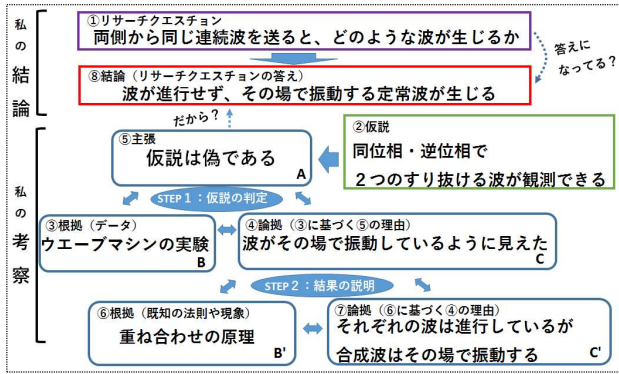 私の結論
①リサーチクエスチョン
両側から同じ連続波を送ると、どのような波が生じるか
答えに
なってる?
⑧結論（リサーチクエスチョンの答え）
波が進行せず、その場で振動する定常波が生じる
だから?
私の考察
⑤主張
仮説は偽である
A
②仮説
同位相・逆位相で
２つのすり抜ける波が観測できる
STEP１：仮説の判定
③根拠（データ）
ウエーブマシンの実験
B
④論拠（③に基づく⑤の理由）
波がその場で振動しているように見えた
C
STEP２：結果の説明
⑥根拠（既知の法則や現象）
重ね合わせの原理
B'
⑦論拠（⑥に基づく④の理由）
それぞれの波は進行しているが
合成波はその場で振動する
C'